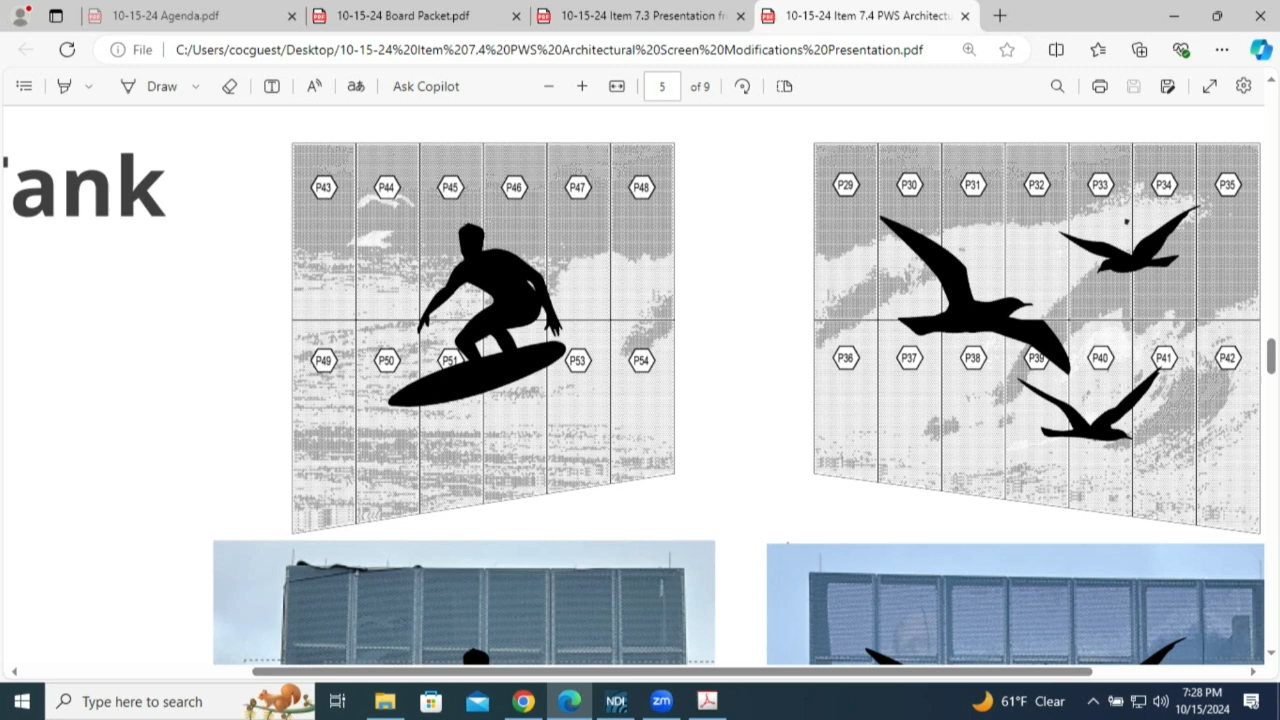 10-15-24 Agenda.pdf
10-15-24 Board Packet.pdf
10-15-24 Item 7.3 Presentation fr
10-15-24 Item 7.4 PWS Architectu
File
C:/Users/cocguest/Desktop/10-15-24%20Item%207.4%20PWS%20Architectural%20Screen%20Modifications%20Presentation.pdf
Draw
Ask Copilot
5
of 9
ank
P43 P44 P45 P46 P47 P48
P49 P50 P51 P53 P54
P29 P30 P31 P32 P33 P34 P35
P36 P37 P38 P39 P40 P41 P42
Type here to search
NDI
zm
61°F Clear
7:28 PM
10/15/2024